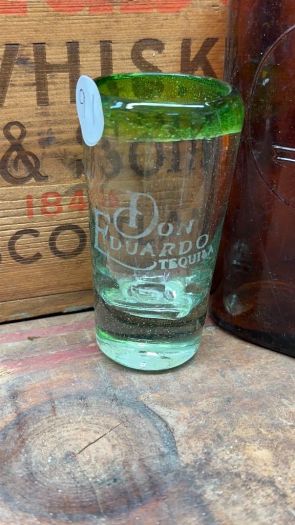 WHISK
&
184
SCO
91
DON
EDUARDO
TEQUILA